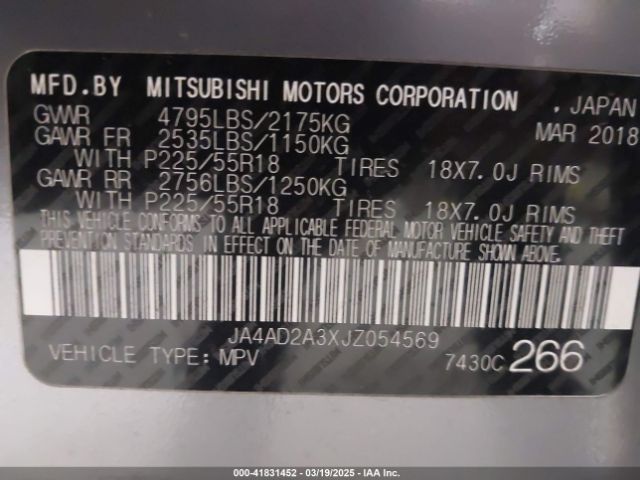 MFD.BY MITSUBISHI MOTORS CORPORATION . JAPAN
GVWR 4795LBS/2175KG MAR 2018
GAWR FR 2535LBS/1150KG
WITH P225/55R18 TIRES 18X7.0J RIMS
GAWR RR 2756LBS/1250KG
WITH P225/55R18 TIRES 18X7.0J RIMS
THIS VEHICLE CONFORMS TO ALL APPLICABLE FEDERAL MOTOR VEHICLE SAFETY AND THEFT
PREVENTION STANDARDS IN EFFECT ON THE DATE OF MANUFACTURE SHOWN ABOVE.
JA4AD2A3XJZ054569
VEHICLE TYPE: MPV 7430C 266
000-41831452 - 03/19/2025 - IAA Inc.